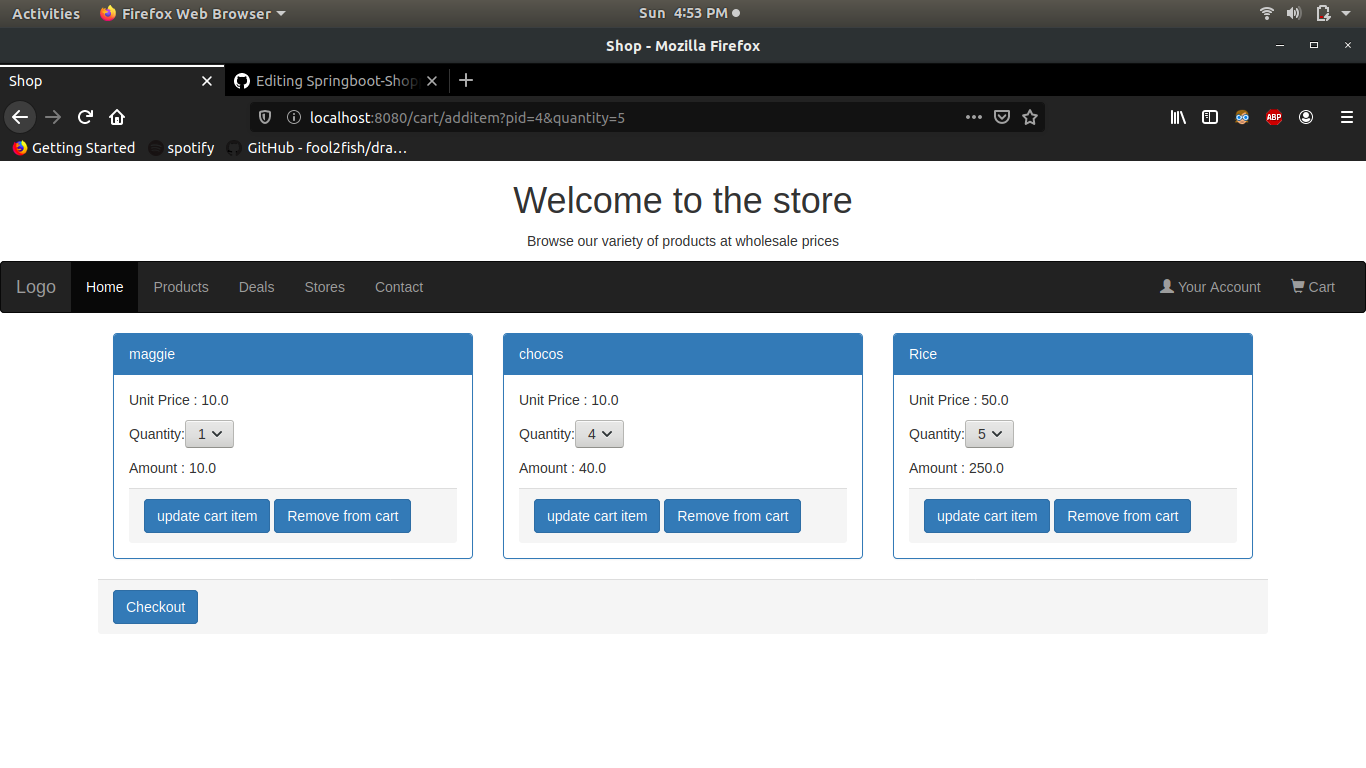 Activities Firefox Web Browser Sun 4:53 PM
Shop - Mozilla Firefox
Shop Editing Springboot-Shop
localhost:8080/cart/additem?pid=4&quantity=5 ABP
Getting Started spotify GitHub - fool2fish/dra…
Welcome to the store
Browse our variety of products at wholesale prices
Logo Home Products Deals Stores Contact Your Account Cart
maggie chocos Rice
Unit Price : 10.0 Unit Price : 10.0 Unit Price : 50.0
Quantity: 1 Quantity: 4 Quantity: 5
Amount : 10.0 Amount : 40.0 Amount : 250.0
update cart item Remove from cart update cart item Remove from cart update cart item Remove from cart
Checkout